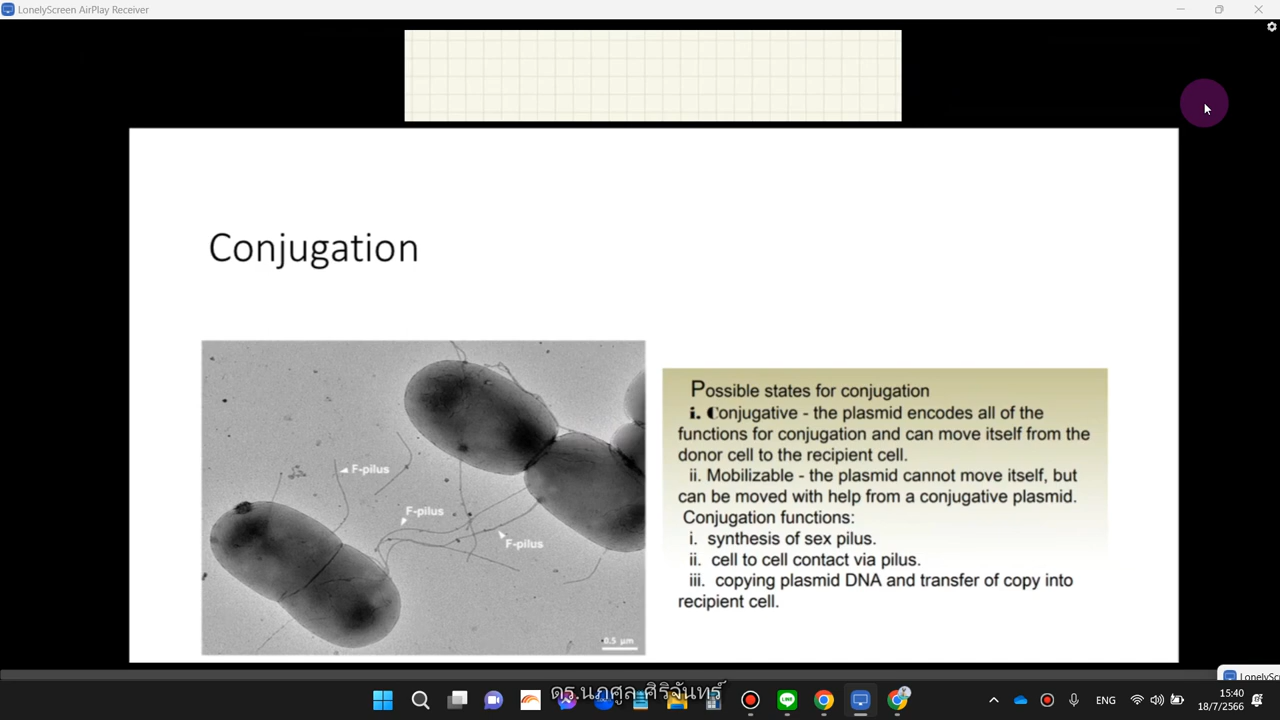 LonelyScreen AirPlay Receiver
Conjugation
F-pilus
F-pilus
F-pilus
0.5 µm
Possible states for conjugation
i. Conjugative - the plasmid encodes all of the
functions for conjugation and can move itself from the
donor cell to the recipient cell.
ii. Mobilizable - the plasmid cannot move itself, but
can be moved with help from a conjugative plasmid.
Conjugation functions:
i. synthesis of sex pilus.
ii. cell to cell contact via pilus.
iii. copying plasmid DNA and transfer of copy into
recipient cell.
LonelySc
ดร.นภศูล ศิริจันทร์
ENG
15:40
18/7/2566